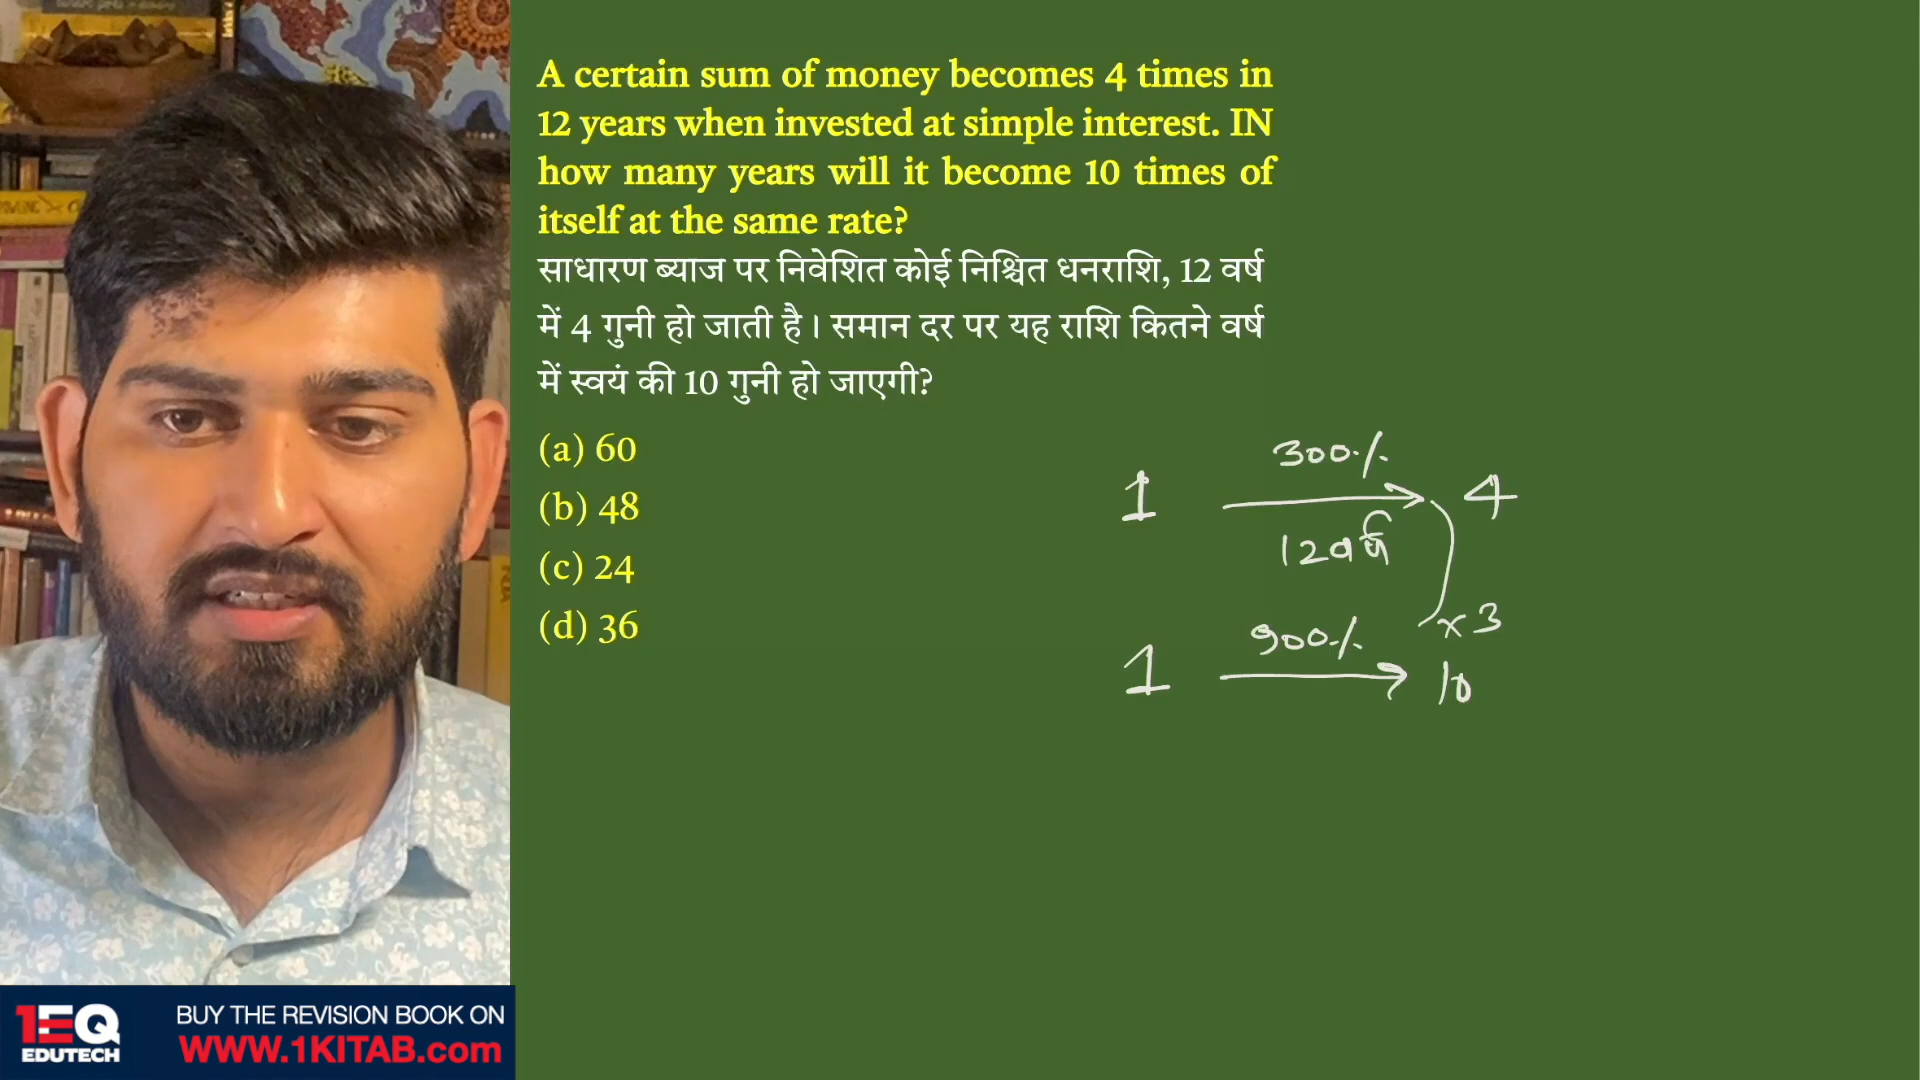 A certain sum of money becomes 4 times in
12 years when invested at simple interest. IN
how many years will it become 10 times of
itself at the same rate?
साधारण ब्याज पर निवेशित कोई निश्चित धनराशि, 12 वर्ष
में 4 गुनी हो जाती है। समान दर पर यह राशि कितने वर्ष
में स्वयं की 10 गुनी हो जाएगी?
(a) 60
(b) 48
(c) 24
(d) 36
300%
1 4
12 वर्ष
x 3
900%
1 10
1EQ
EDUTECH
BUY THE REVISION BOOK ON
WWW.1KITAB.com